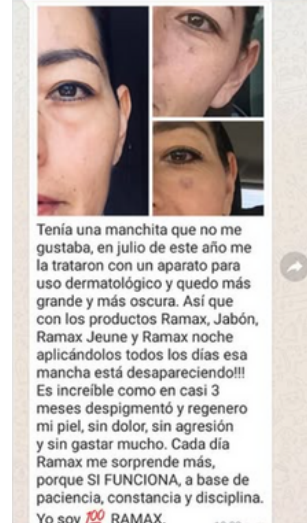 Tenía una manchita que no me
gustaba, en julio de este año me
la trataron con un aparato para
uso dermatológico y quedo más
grande y más oscura. Así que
con los productos Ramax, Jabón,
Ramax Jeune y Ramax noche
aplicándolos todos los días esa
mancha está desapareciendo!!!
Es increíble como en casi 3
meses despigmentó y regenero
mi piel, sin dolor, sin agresión
y sin gastar mucho. Cada día
Ramax me sorprende más,
porque SI FUNCIONA, a base de
paciencia, constancia y disciplina.
Yo soy 💯 RAMAX.